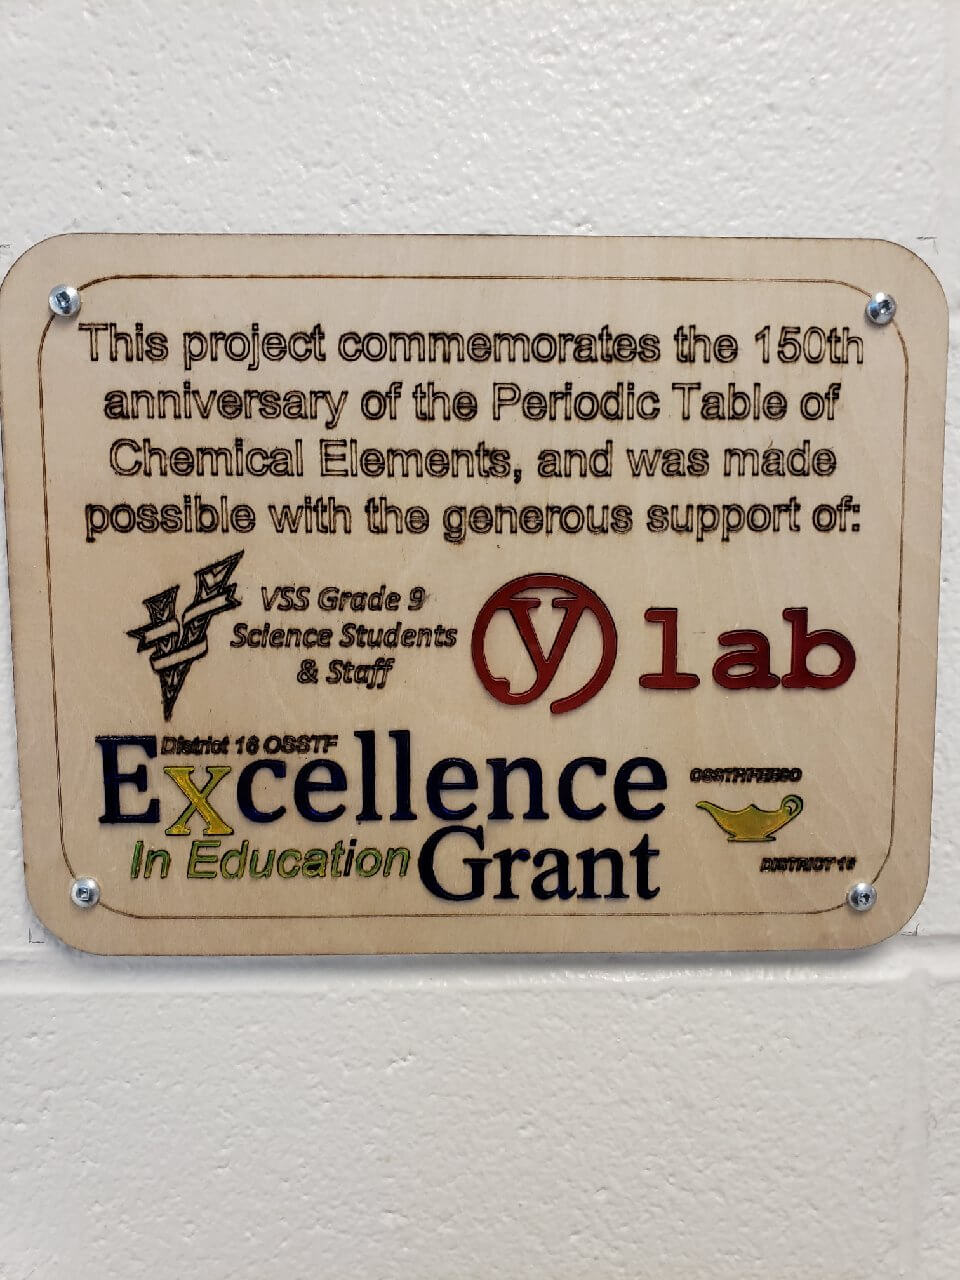 This project commemorates the 150th
anniversary of the Periodic Table of
Chemical Elements, and was made
possible with the generous support of:
VSS Grade 9
Science Students
& Staff
y lab
District 16 OSSTF
Excellence
In Education
Grant
DISTRICT 16